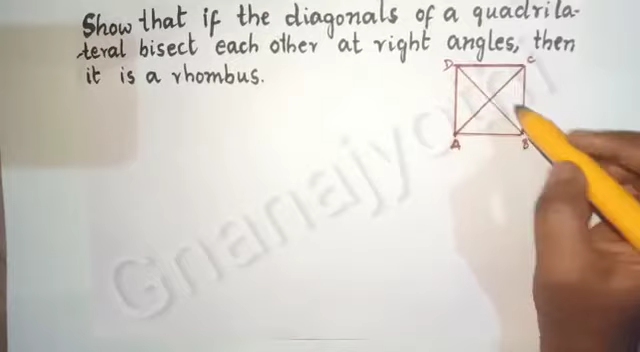 Show that if the diagonals of a quadrila-
-teral bisect each other at right angles, then
it is a rhombus.
D C
A B
Gnanajyothi